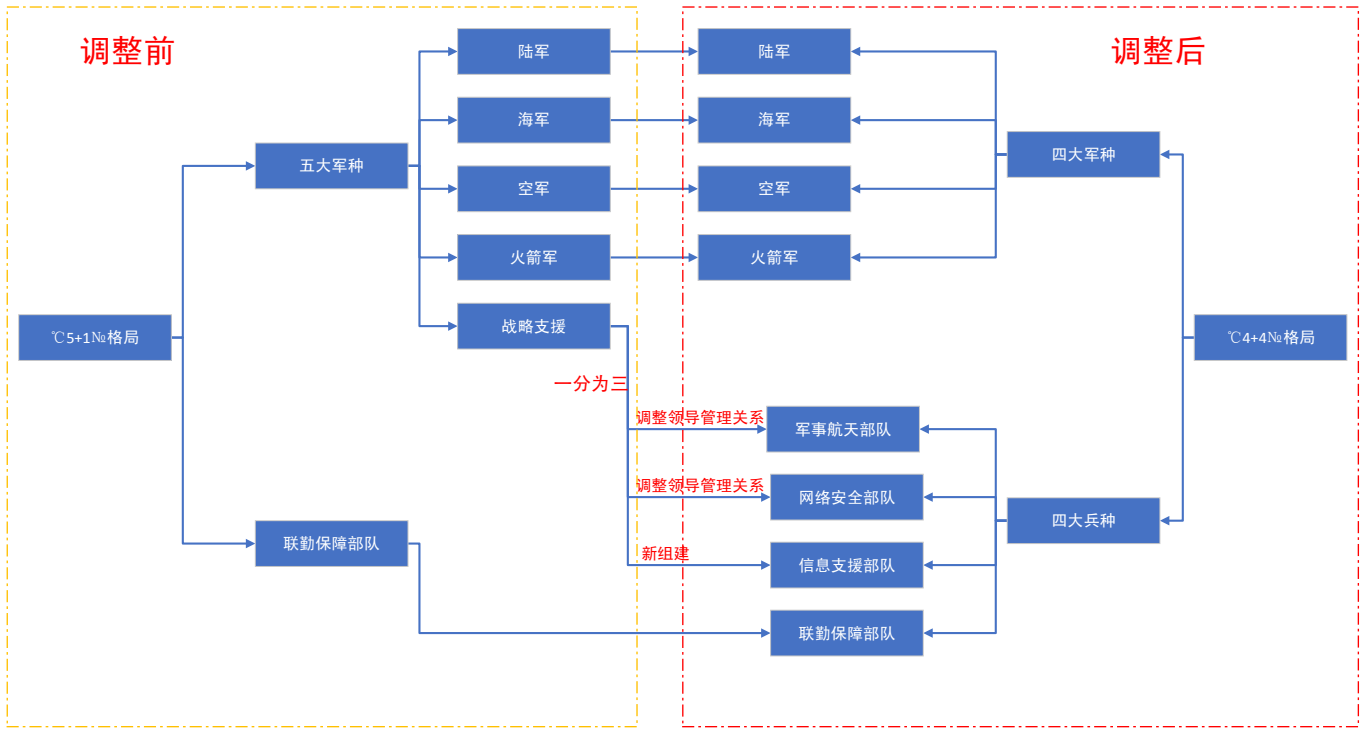 调整前
调整后
陆军
陆军
海军
海军
五大军种
四大军种
空军
空军
火箭军
火箭军
战略支援
℃5+1№格局
℃4+4№格局
一分为三
调整领导管理关系
军事航天部队
调整领导管理关系
网络安全部队
四大兵种
联勤保障部队
新组建
信息支援部队
联勤保障部队